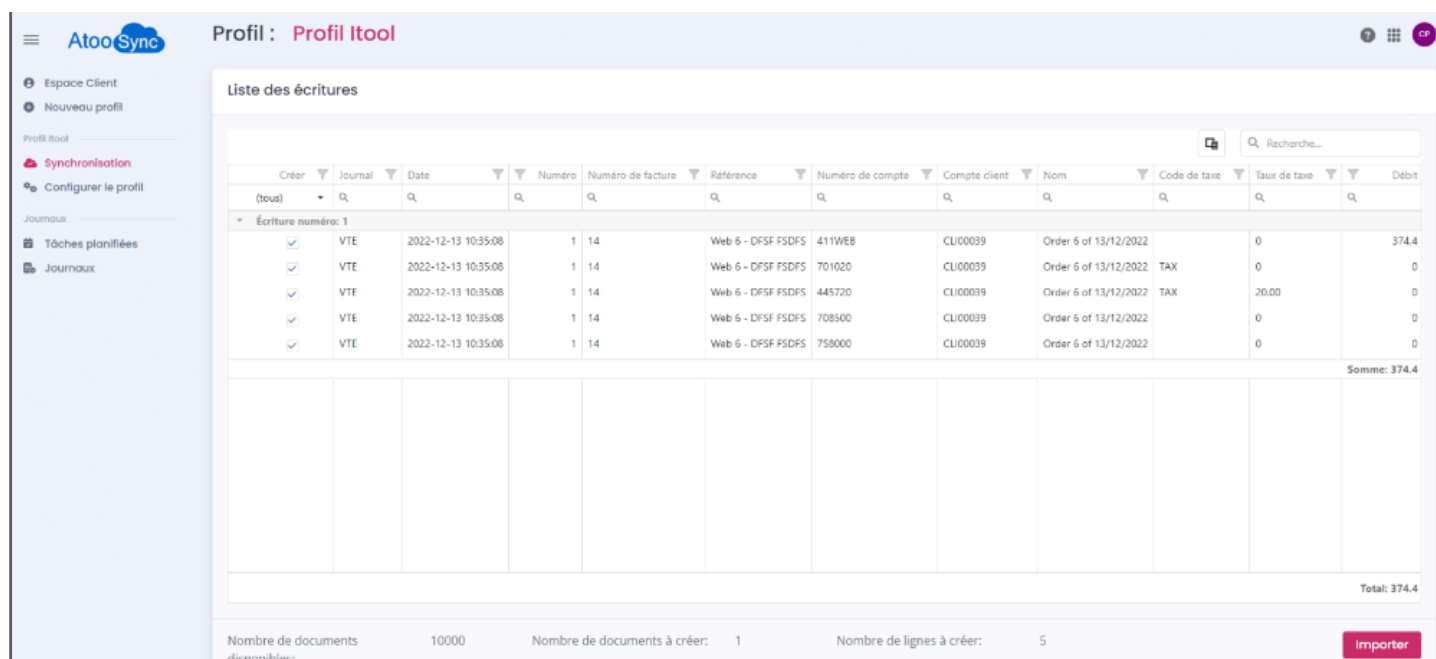 AtooSync
Profil : Profil Itool
CP
Espace Client
Nouveau profil
Profil Itool
Synchronisation
Configurer le profil
Journaux
Tâches planifiées
Journaux
Liste des écritures
Recherche...
Créer Journal Date Numéro Numéro de facture Référence Numéro de compte Compte client Nom Code de taxe Taux de taxe Débit
(tous)
Écriture numéro: 1
VTE 2022-12-13 10:35:08 1 14 Web 6 - DFSF FSDFS 411WEB CLI00039 Order 6 of 13/12/2022 0 374.4
VTE 2022-12-13 10:35:08 1 14 Web 6 - DFSF FSDFS 701020 CLI00039 Order 6 of 13/12/2022 TAX 0 0
VTE 2022-12-13 10:35:08 1 14 Web 6 - DFSF FSDFS 445720 CLI00039 Order 6 of 13/12/2022 TAX 20.00 0
VTE 2022-12-13 10:35:08 1 14 Web 6 - DFSF FSDFS 708500 CLI00039 Order 6 of 13/12/2022 0 0
VTE 2022-12-13 10:35:08 1 14 Web 6 - DFSF FSDFS 758000 CLI00039 Order 6 of 13/12/2022 0 0
Somme: 374.4
Total: 374.4
Nombre de documents 10000 Nombre de documents à créer: 1 Nombre de lignes à créer: 5
disponibles:
Importer